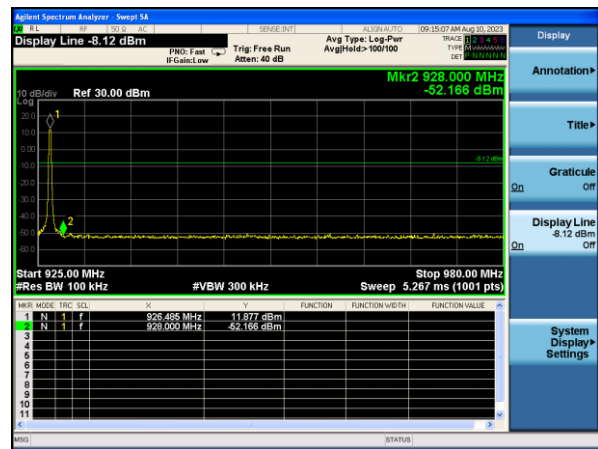 Agilent Spectrum Analyzer - Swept SA
RL RF 50 Ω AC SENSE:INT ALIGNAUTO 09:15:07 AM Aug 10, 2023
Display Line -8.12 dBm
Avg Type: Log-Pwr
TRACE 1 2 3 4 5 6
PNO: Fast Trig: Free Run Avg|Hold:>100/100 TYPE
IFGain:Low Atten: 40 dB DET P N N N N N
Mkr2 928.000 MHz
10 dB/div Ref 30.00 dBm -52.166 dBm
Log
20.0
1
10.0
0.00
-10.0
-8.12 dBm
-20.0
-30.0
-40.0
2
-50.0
-60.0
Start 925.00 MHz Stop 980.00 MHz
#Res BW 100 kHz #VBW 300 kHz Sweep 5.267 ms (1001 pts)
MKR MODE TRC SCL X Y FUNCTION FUNCTION WIDTH FUNCTION VALUE
1 N 1 f 926.485 MHz 11.877 dBm
2 N 1 f 928.000 MHz -52.166 dBm
3
4
5
6
7
8
9
10
11
MSG STATUS
Display
Annotation
Title
Graticule
On Off
Display Line
-8.12 dBm
On Off
System
Display
Settings